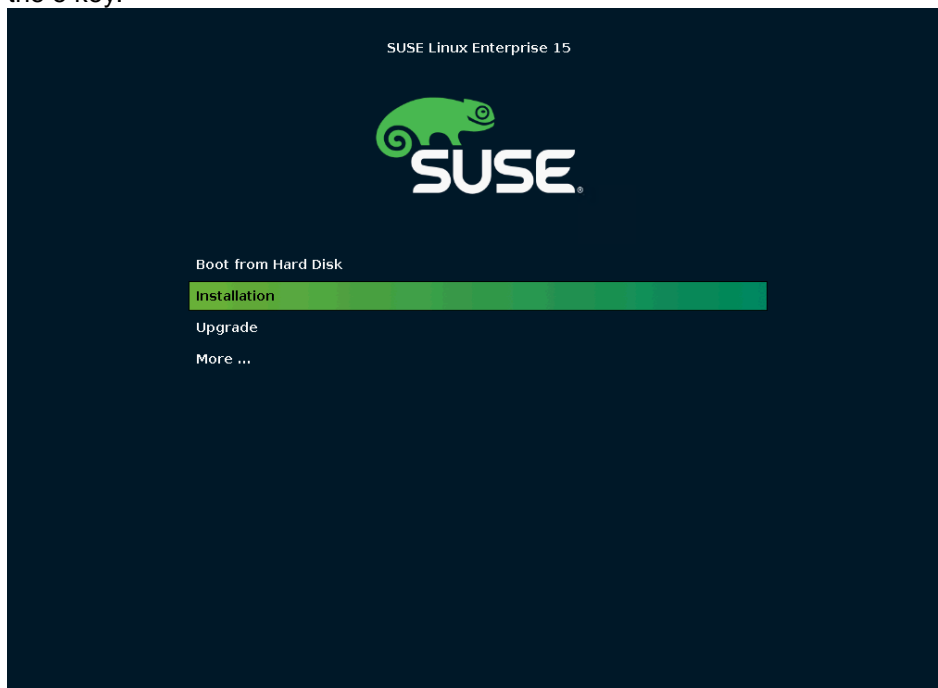 SUSE Linux Enterprise 15
SUSE
Boot from Hard Disk
Installation
Upgrade
More ...